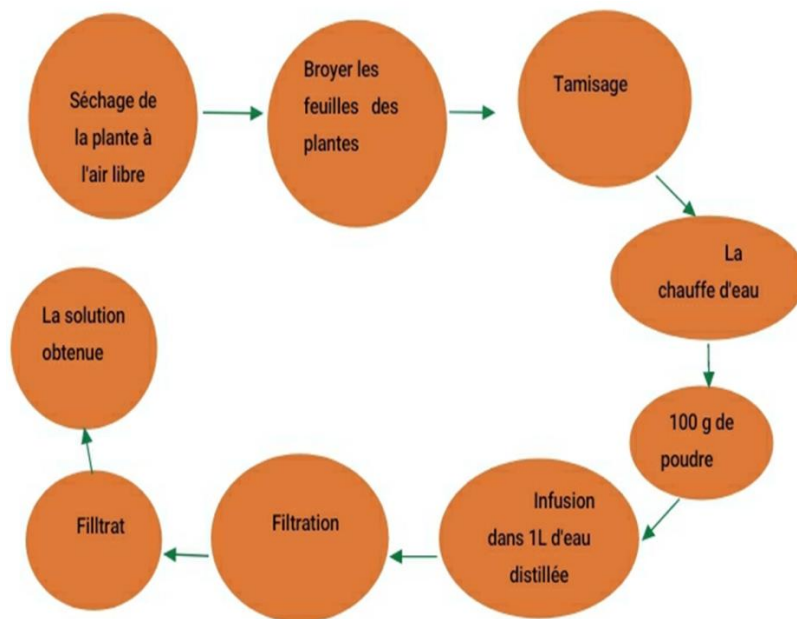 Séchage de
la plante à
l'air libre
Broyer les
feuilles des
plantes
Tamisage
La
chauffe d'eau
100 g de
poudre
Infusion
dans 1L d'eau
distillée
Filtration
Filltrat
La solution
obtenue